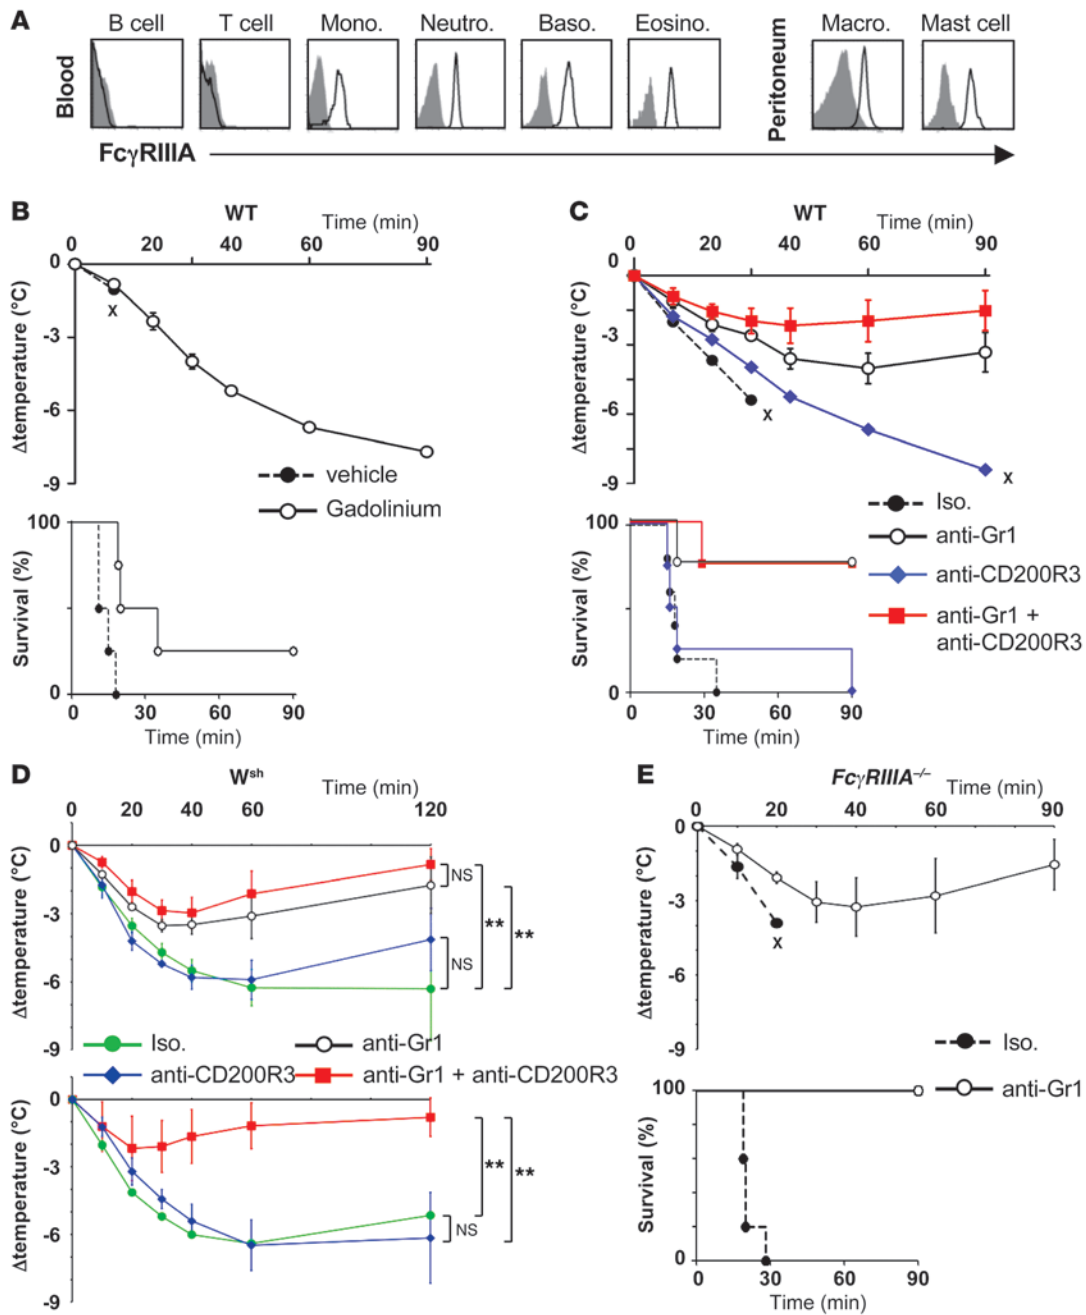 A
B cell T cell Mono. Neutro. Baso. Eosino. Macro. Mast cell
Blood
Peritoneum
FcγRIIIA
B
WT
Time (min)
0 20 40 60 90
0
-3
-6
-9
Δtemperature (°C)
X
vehicle
Gadolinium
100
0
Survival (%)
0 30 60 90
Time (min)
C
WT
Time (min)
0 20 40 60 90
0
-3
-6
-9
Δtemperature (°C)
X
X
Iso.
anti-Gr1
anti-CD200R3
anti-Gr1 +
anti-CD200R3
100
0
Survival (%)
0 30 60 90
Time (min)
D
Wsh
Time (min)
0 20 40 60 120
0
-3
-6
-9
Δtemperature (°C)
NS
NS
** **
Iso. anti-Gr1
anti-CD200R3 anti-Gr1 + anti-CD200R3
0
-3
-6
-9
Δtemperature (°C)
** **
NS
E
FcγRIIIA–/–
Time (min)
0 20 40 60 90
0
-3
-6
-9
Δtemperature (°C)
X
Iso.
anti-Gr1
100
0
Survival (%)
0 30 60 90
Time (min)